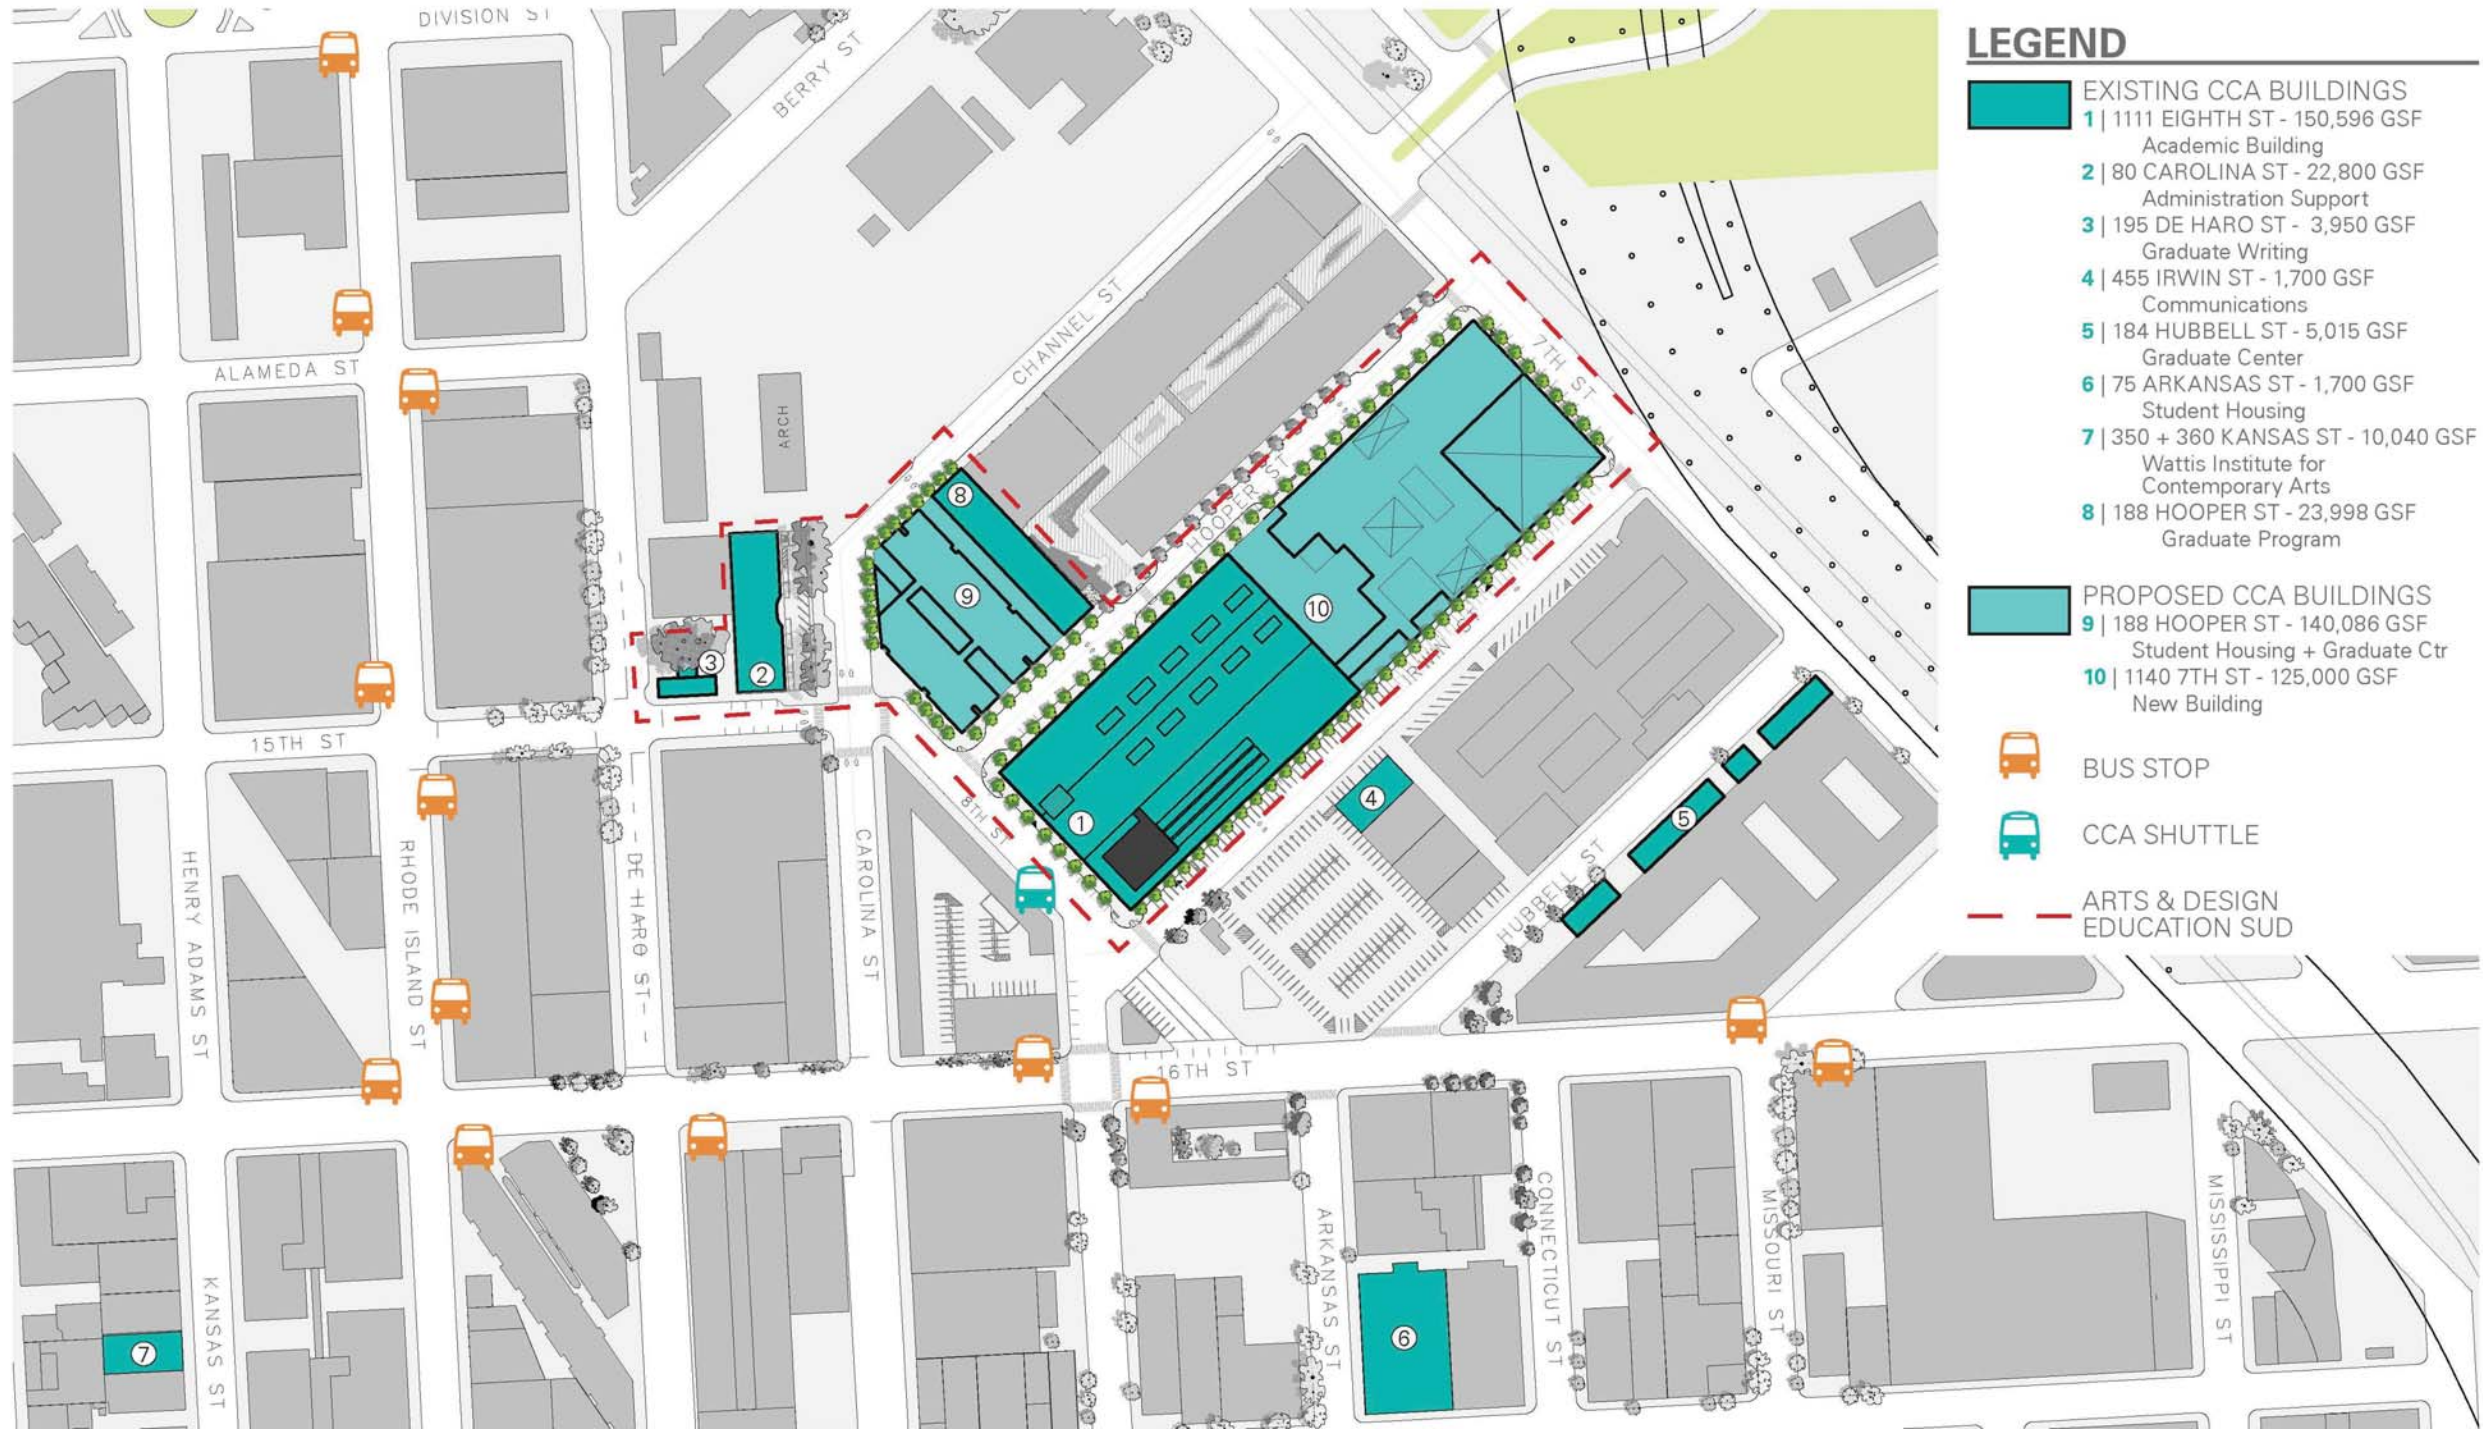 DIVISION ST
BERRY ST
ALAMEDA ST
CHANNEL ST
ARCH
7TH ST
HOOPER ST
IRWIN ST
8
9
10
3
2
1
4
5
15TH ST
8TH ST
HENRY ADAMS ST
RHODE ISLAND ST
DE HARO ST
CAROLINA ST
HUBBELL ST
16TH ST
KANSAS ST
ARKANSAS ST
CONNECTICUT ST
MISSOURI ST
MISSISSIPPI ST
7
6
LEGEND
EXISTING CCA BUILDINGS
1 | 1111 EIGHTH ST - 150,596 GSF
Academic Building
2 | 80 CAROLINA ST - 22,800 GSF
Administration Support
3 | 195 DE HARO ST - 3,950 GSF
Graduate Writing
4 | 455 IRWIN ST - 1,700 GSF
Communications
5 | 184 HUBBELL ST - 5,015 GSF
Graduate Center
6 | 75 ARKANSAS ST - 1,700 GSF
Student Housing
7 | 350 + 360 KANSAS ST - 10,040 GSF
Wattis Institute for
Contemporary Arts
8 | 188 HOOPER ST - 23,998 GSF
Graduate Program
PROPOSED CCA BUILDINGS
9 | 188 HOOPER ST - 140,086 GSF
Student Housing + Graduate Ctr
10 | 1140 7TH ST - 125,000 GSF
New Building
BUS STOP
CCA SHUTTLE
ARTS & DESIGN
EDUCATION SUD